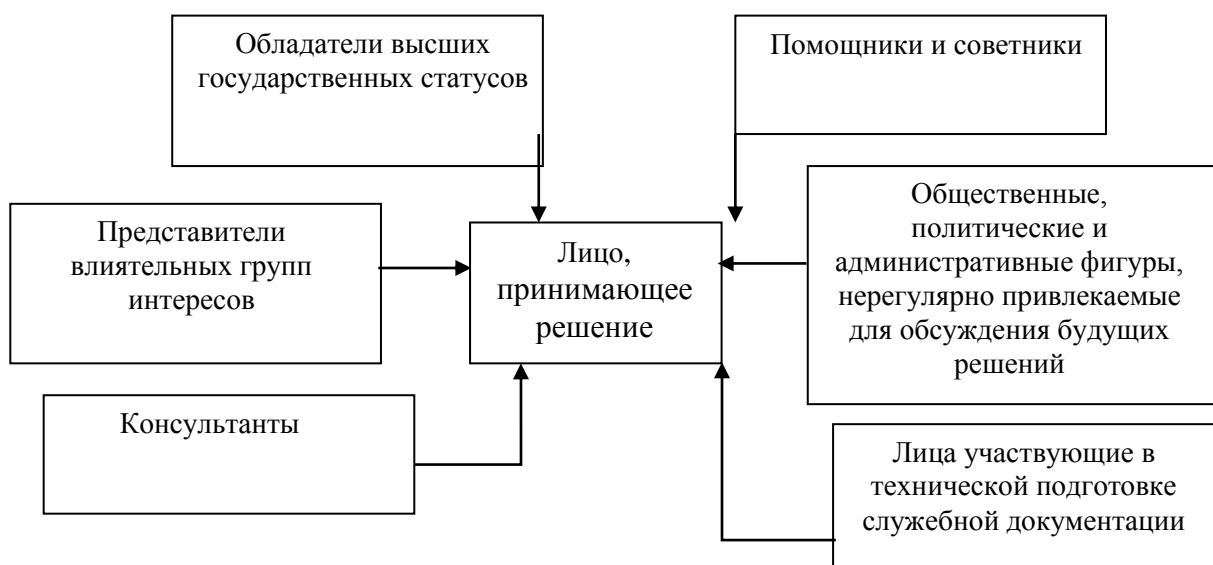 Обладатели высших
государственных статусов
Помощники и советники
Представители
влиятельных групп
интересов
Лицо,
принимающее
решение
Общественные,
политические и
административные фигуры,
нерегулярно привлекаемые
для обсуждения будущих
решений
Консультанты
Лица участвующие в
технической подготовке
служебной документации